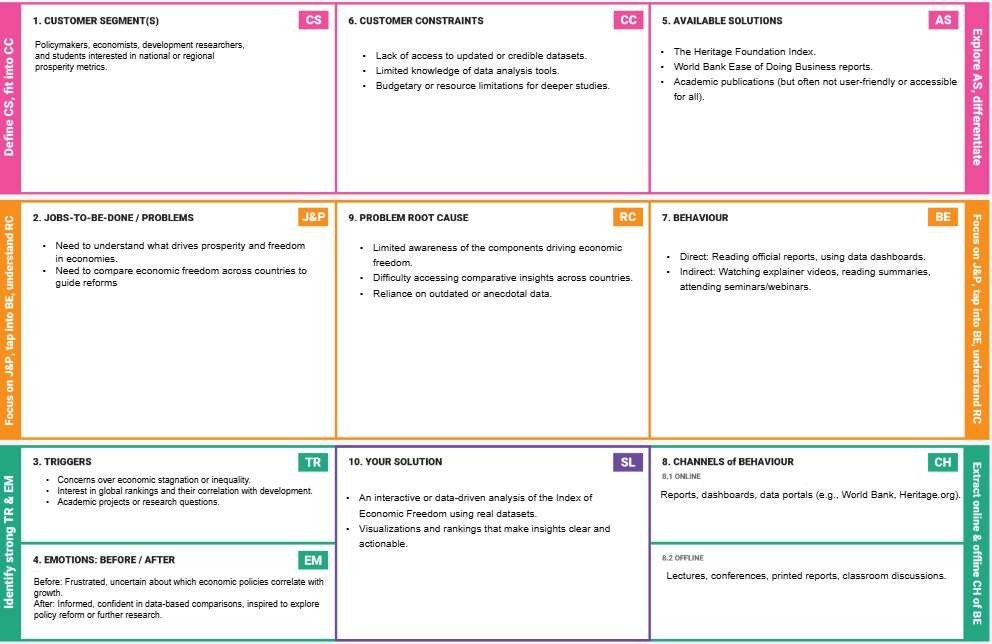 Define CS, fit into CC
1. CUSTOMER SEGMENT(S)
CS
Policymakers, economists, development researchers,
and students interested in national or regional
prosperity metrics.
6. CUSTOMER CONSTRAINTS
CC
• Lack of access to updated or credible datasets.
• Limited knowledge of data analysis tools.
• Budgetary or resource limitations for deeper studies.
5. AVAILABLE SOLUTIONS
AS
• The Heritage Foundation Index.
• World Bank Ease of Doing Business reports.
• Academic publications (but often not user-friendly or accessible
for all).
Explore AS, differentiate
Focus on J&P, tap into BE, understand RC
2. JOBS-TO-BE-DONE / PROBLEMS
J&P
• Need to understand what drives prosperity and freedom
in economies.
• Need to compare economic freedom across countries to
guide reforms
9. PROBLEM ROOT CAUSE
RC
• Limited awareness of the components driving economic
freedom.
• Difficulty accessing comparative insights across countries.
• Reliance on outdated or anecdotal data.
7. BEHAVIOUR
BE
• Direct: Reading official reports, using data dashboards.
• Indirect: Watching explainer videos, reading summaries,
attending seminars/webinars.
Focus on J&P, tap into BE, understand RC
Identify strong TR & EM
3. TRIGGERS
TR
• Concerns over economic stagnation or inequality.
• Interest in global rankings and their correlation with development.
• Academic projects or research questions.
4. EMOTIONS: BEFORE / AFTER
EM
Before: Frustrated, uncertain about which economic policies correlate with
growth.
After: Informed, confident in data-based comparisons, inspired to explore
policy reform or further research.
10. YOUR SOLUTION
SL
• An interactive or data-driven analysis of the Index of
Economic Freedom using real datasets.
• Visualizations and rankings that make insights clear and
actionable.
8. CHANNELS of BEHAVIOUR
CH
8.1 ONLINE
Reports, dashboards, data portals (e.g., World Bank, Heritage.org).
8.2 OFFLINE
Lectures, conferences, printed reports, classroom discussions.
Extrect online & offline CH of BE